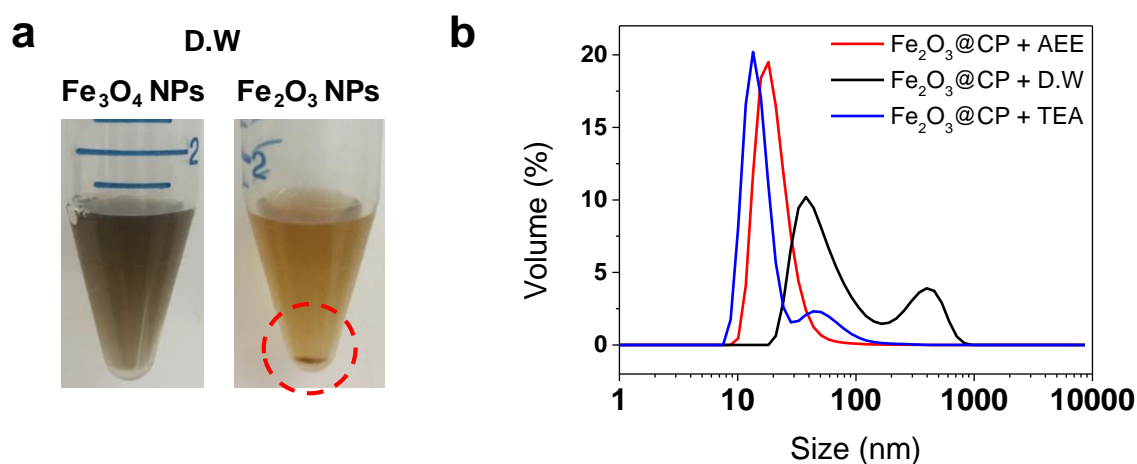 a
D.W
Fe₃O₄ NPs
Fe₂O₃ NPs
2
2
b
Volume (%)
20
15
10
5
0
Fe₂O₃@CP + AEE
Fe₂O₃@CP + D.W
Fe₂O₃@CP + TEA
1
10
100
1000
10000
Size (nm)